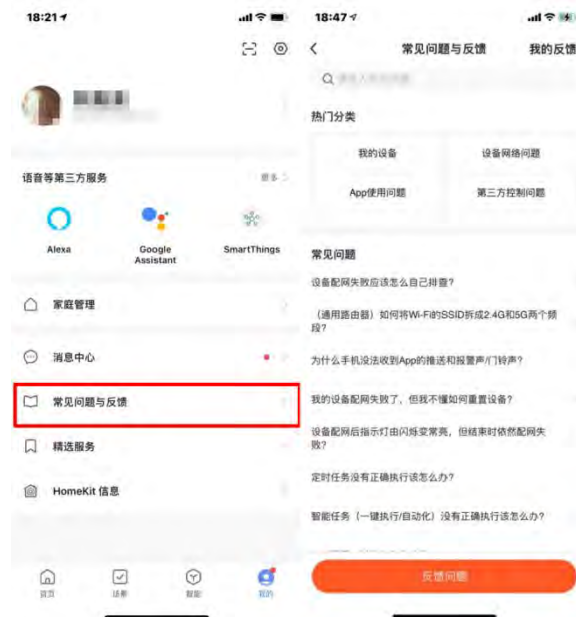 18:21
语音等第三方服务
更多
Alexa
Google Assistant
SmartThings
家庭管理
消息中心
常见问题与反馈
精选服务
HomeKit 信息
首页
场景
智能
我的
18:47
常见问题与反馈
我的反馈
热门分类
我的设备
设备网络问题
App使用问题
第三方控制问题
常见问题
设备配网失败应该怎么自己排查?
(通用路由器)如何将Wi-Fi的SSID拆成2.4G和5G两个频
段?
为什么手机没法收到App的推送和报警声/门铃声?
我的设备配网失败了,但我不懂如何重置设备?
设备配网后指示灯由闪烁变常亮,但结束时依然配网失
败?
定时任务没有正确执行该怎么办?
智能任务(一键执行/自动化)没有正确执行该怎么办?
反馈问题